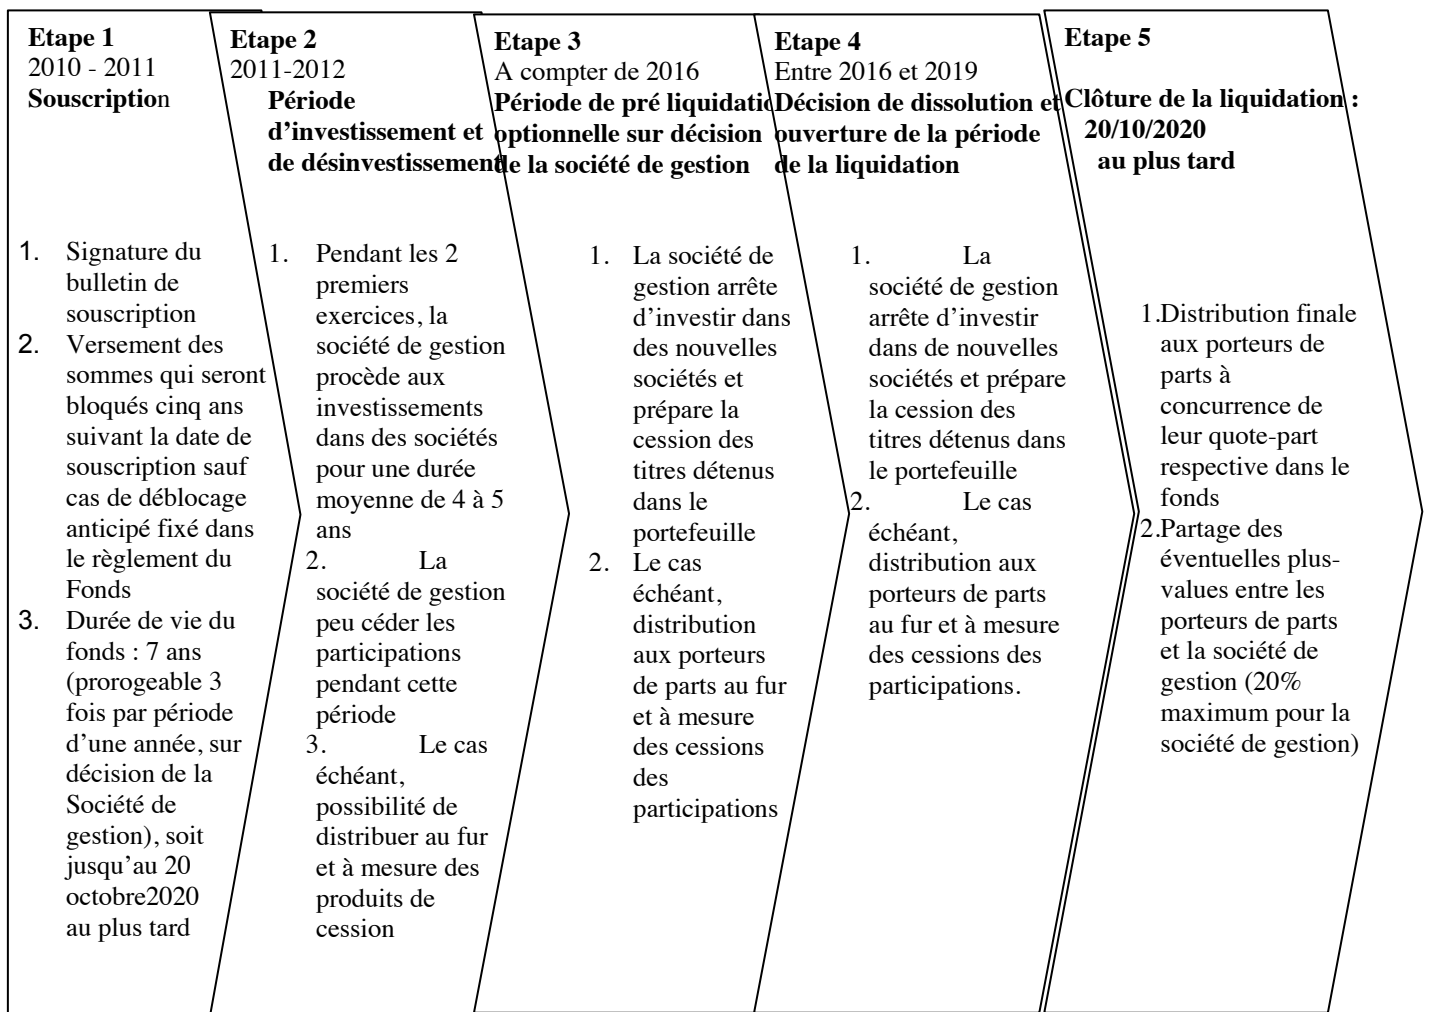 Etape 1
2010 - 2011
Souscription
1. Signature du
bulletin de
souscription
2. Versement des
sommes qui seront
bloqués cinq ans
suivant la date de
souscription sauf
cas de déblocage
anticipé fixé dans
le règlement du
Fonds
3. Durée de vie du
fonds : 7 ans
(prorogeable 3
fois par période
d’une année, sur
décision de la
Société de
gestion), soit
jusqu’au 20
octobre2020
au plus tard
Etape 2
2011-2012
Période
d’investissement et
de désinvestissement
1. Pendant les 2
premiers
exercices, la
société de gestion
procède aux
investissements
dans des sociétés
pour une durée
moyenne de 4 à 5
ans
2. La
société de gestion
peu céder les
participations
pendant cette
période
3. Le cas
échéant,
possibilité de
distribuer au fur
et à mesure des
produits de
cession
Etape 3
A compter de 2016
Période de pré liquidatio
optionnelle sur décision
de la société de gestion
1. La société de
gestion arrête
d’investir dans
des nouvelles
sociétés et
prépare la
cession des
titres détenus
dans le
portefeuille
2. Le cas
échéant,
distribution
aux porteurs
de parts au fur
et à mesure
des cessions
des
participations
Etape 4
Entre 2016 et 2019
Décision de dissolution et
ouverture de la période
de la liquidation
1. La
société de gestion
arrête d’investir
dans de nouvelles
sociétés et prépare
la cession des
titres détenus dans
le portefeuille
2. Le cas
échéant,
distribution aux
porteurs de parts
au fur et à mesure
des cessions des
participations.
Etape 5
Clôture de la liquidation :
20/10/2020
au plus tard
1.Distribution finale
aux porteurs de
parts à
concurrence de
leur quote-part
respective dans le
fonds
2.Partage des
éventuelles plus-
values entre les
porteurs de parts
et la société de
gestion (20%
maximum pour la
société de gestion)